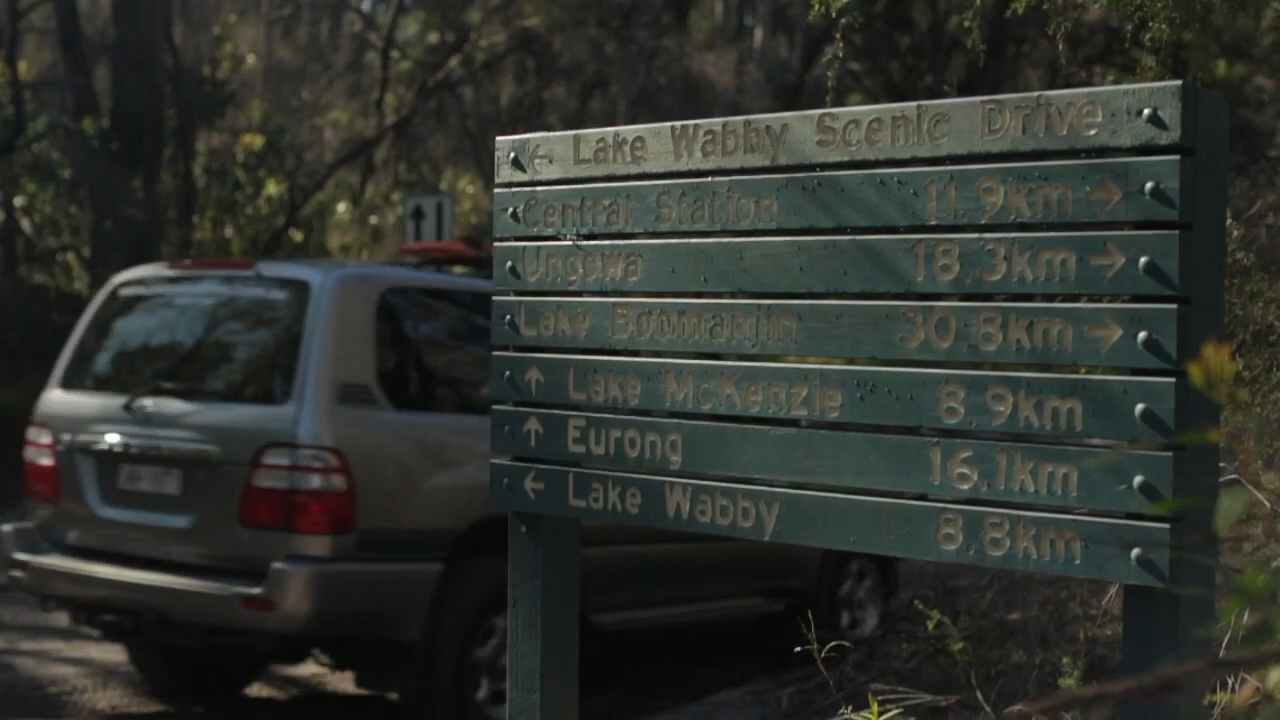 ← Lake Wabby Scenic Drive
Central Station 11.9km →
Ungowa 18.3km →
Lake Boomanjin 30.8km →
↑ Lake McKenzie 8.9km
↑ Eurong 16.1km
← Lake Wabby 8.8km